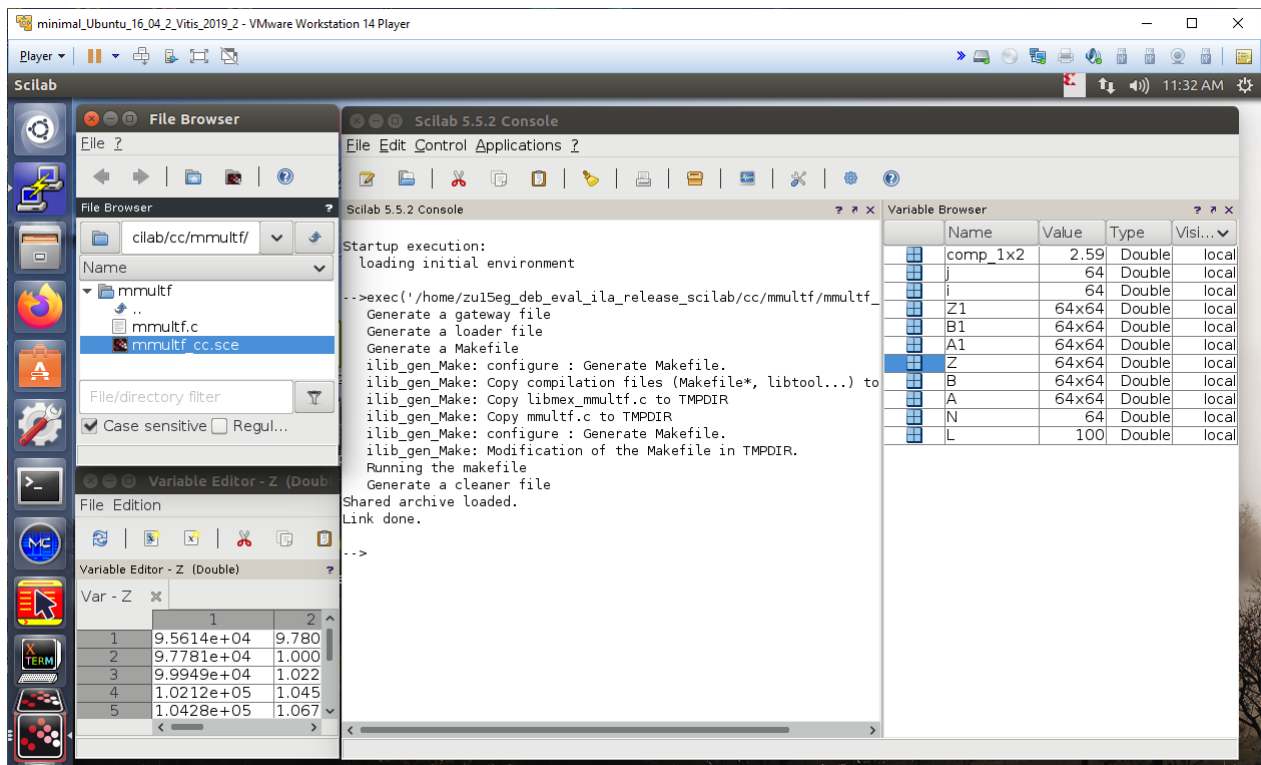 minimal_Ubuntu_16_04_2_Vitis_2019_2 - VMware Workstation 14 Player
Player
Scilab
11:32 AM
File Browser
File ?
File Browser ?
cilab/cc/mmultf/
Name
mmultf
..
mmultf.c
mmultf_cc.sce
File/directory filter
Case sensitive Regul...
Variable Editor - Z (Doubl
File Edition
Variable Editor - Z (Double) ?
Var - Z
1 2
1 9.5614e+04 9.780
2 9.7781e+04 1.000
3 9.9949e+04 1.022
4 1.0212e+05 1.045
5 1.0428e+05 1.067
Scilab 5.5.2 Console
File Edit Control Applications ?
Scilab 5.5.2 Console ? ↗ X
Startup execution:
loading initial environment
-->exec('/home/zu15eg_deb_eval_ila_release_scilab/cc/mmultf/mmultf_
Generate a gateway file
Generate a loader file
Generate a Makefile
ilib_gen_Make: configure : Generate Makefile.
ilib_gen_Make: Copy compilation files (Makefile*, libtool...) to
ilib_gen_Make: Copy libmex_mmultf.c to TMPDIR
ilib_gen_Make: Copy mmultf.c to TMPDIR
ilib_gen_Make: configure : Generate Makefile.
ilib_gen_Make: Modification of the Makefile in TMPDIR.
Running the makefile
Generate a cleaner file
Shared archive loaded.
Link done.
-->
Variable Browser ? ↗ X
Name Value Type Visi...
comp_1x2 2.59 Double local
j 64 Double local
i 64 Double local
Z1 64x64 Double local
B1 64x64 Double local
A1 64x64 Double local
Z 64x64 Double local
B 64x64 Double local
A 64x64 Double local
N 64 Double local
L 100 Double local
MC
X
TERM